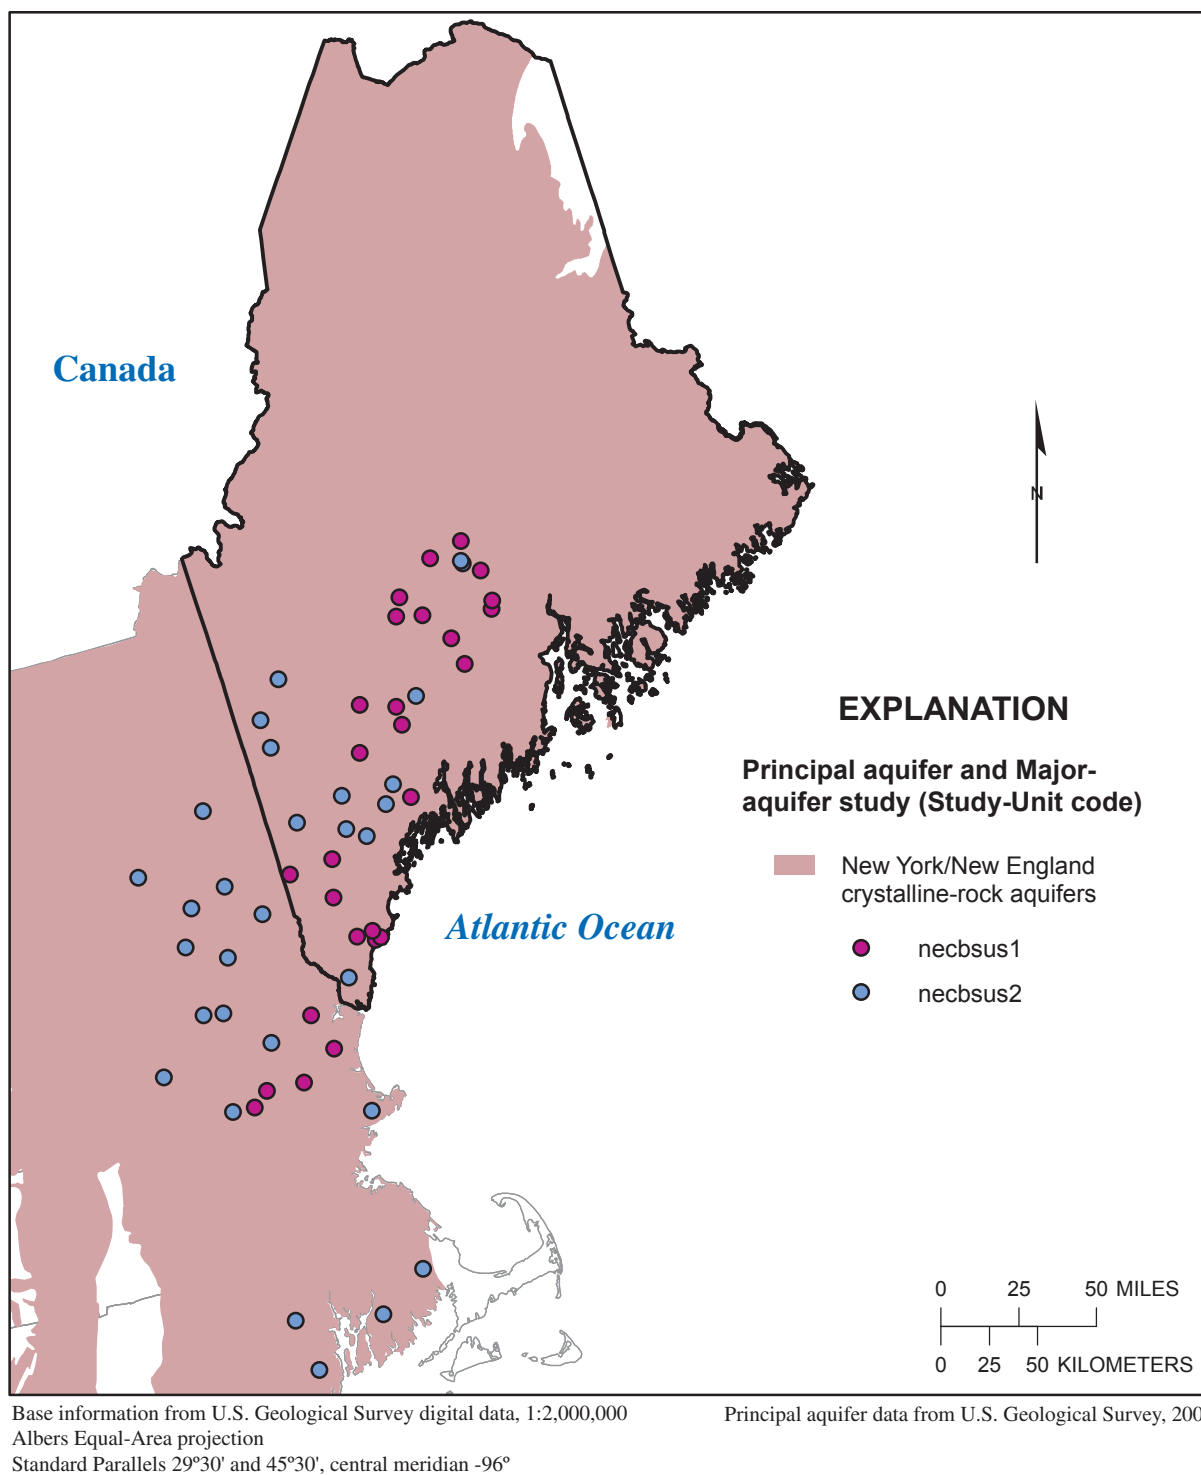 Canada
N
EXPLANATION
Principal aquifer and Major-
aquifer study (Study-Unit code)
New York/New England
crystalline-rock aquifers
Atlantic Ocean
necbsus1
necbsus2
0 25 50 MILES
0 25 50 KILOMETERS
Base information from U.S. Geological Survey digital data, 1:2,000,000
Albers Equal-Area projection
Standard Parallels 29º30' and 45º30', central meridian -96º
Principal aquifer data from U.S. Geological Survey, 200